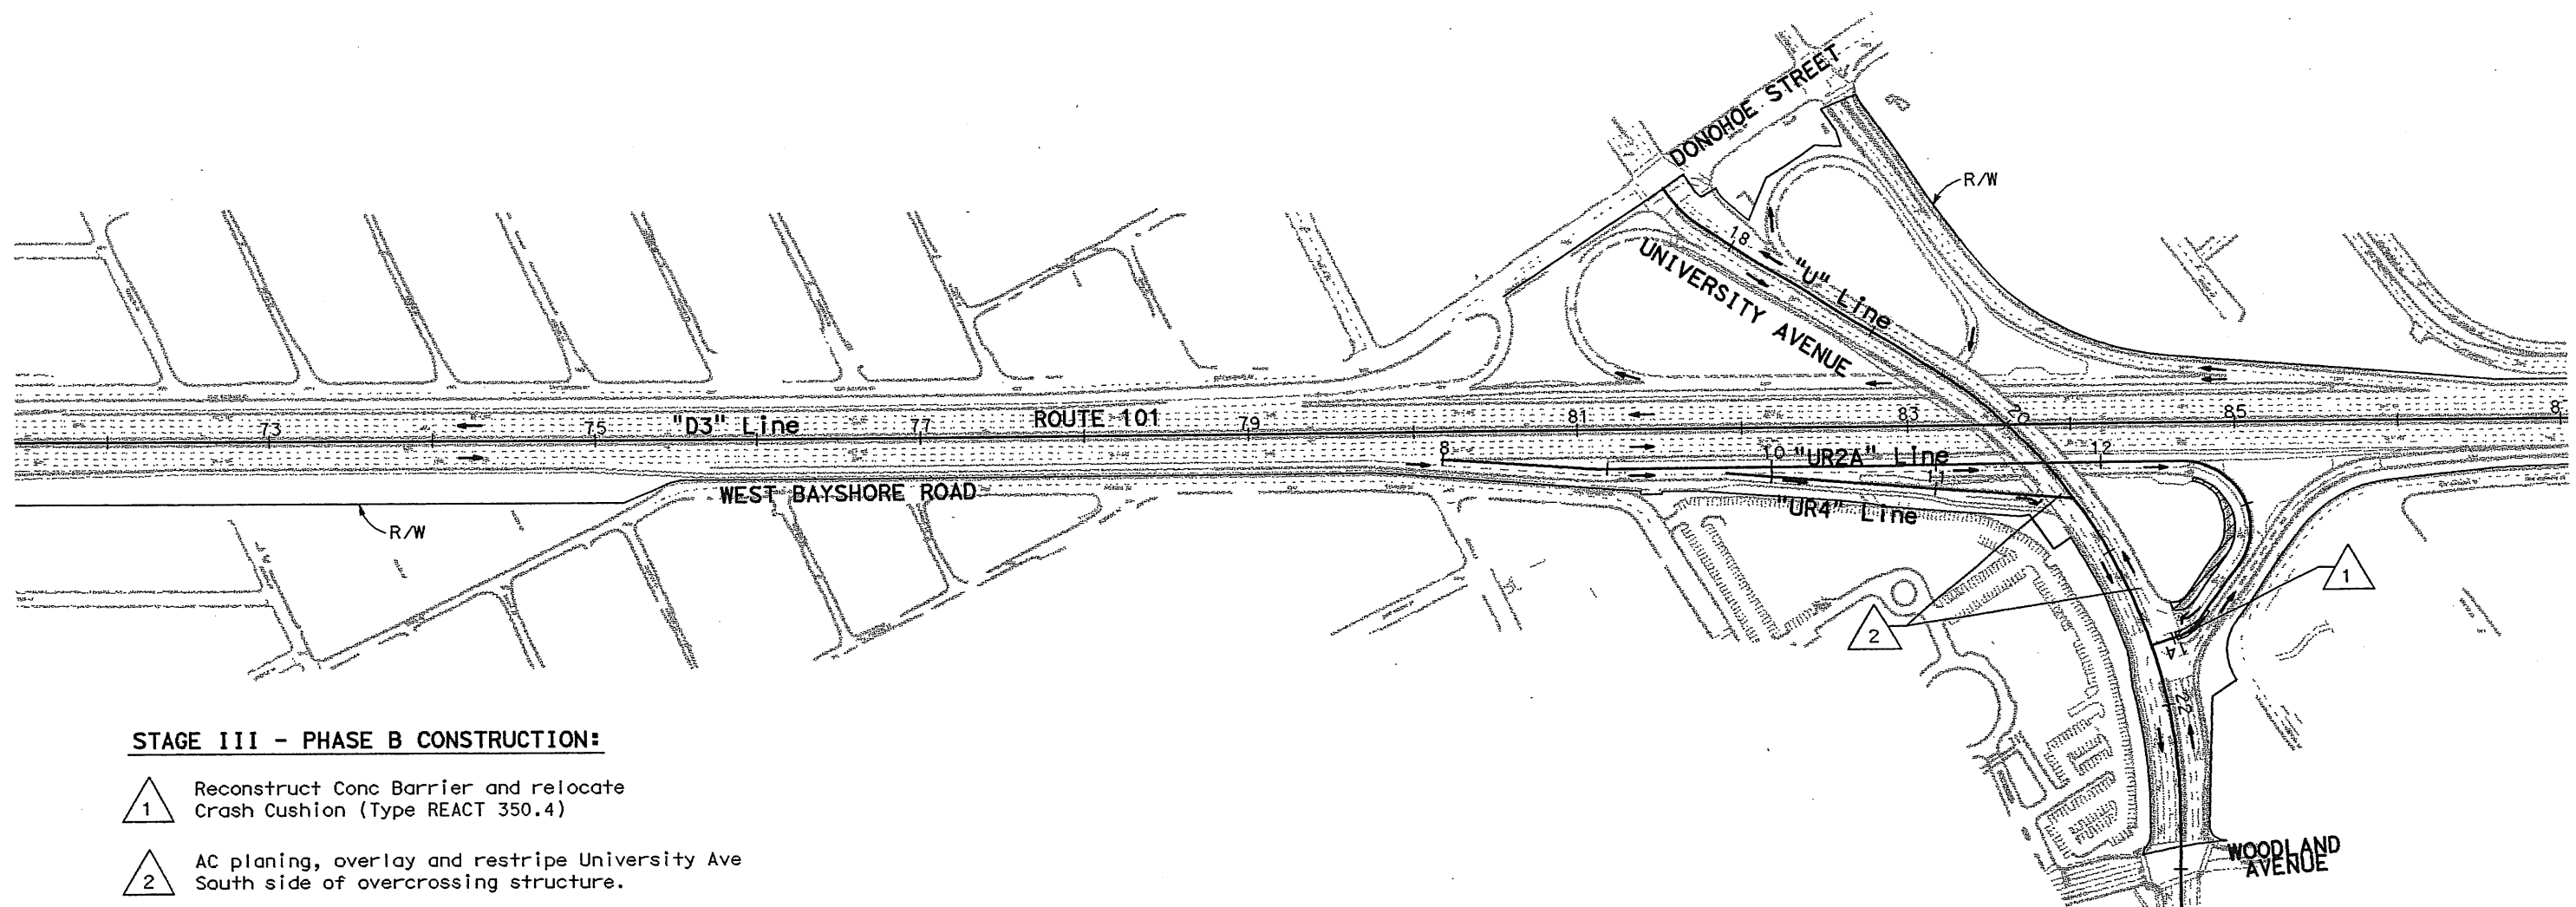 DONOHOE STREET
R/W
18
"U" Line
UNIVERSITY AVENUE
73
75
"D3" Line
77
ROUTE 101
79
81
83
20
85
8
8
10
"UR2A" Line
12
11
"UR4" Line
WEST BAYSHORE ROAD
R/W
1
2
14
22
WOODLAND
AVENUE
STAGE III - PHASE B CONSTRUCTION:
1
Reconstruct Conc Barrier and relocate
Crash Cushion (Type REACT 350.4)
2
AC planing, overlay and restripe University Ave
South side of overcrossing structure.